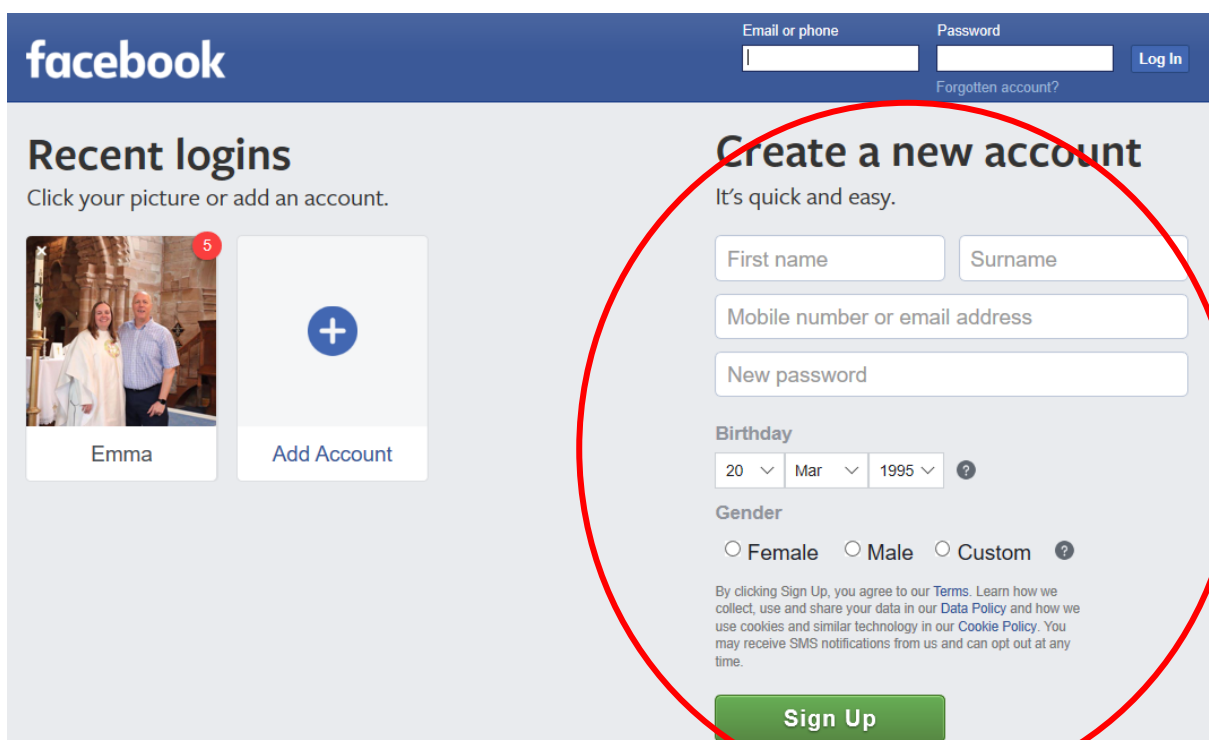 facebook
Email or phone
Password
Log In
Forgotten account?
Recent logins
Click your picture or add an account.
5
Emma
Add Account
Create a new account
It's quick and easy.
First name
Surname
Mobile number or email address
New password
Birthday
20 Mar 1995 ?
Gender
Female Male Custom ?
By clicking Sign Up, you agree to our Terms. Learn how we
collect, use and share your data in our Data Policy and how we
use cookies and similar technology in our Cookie Policy. You
may receive SMS notifications from us and can opt out at any
time.
Sign Up